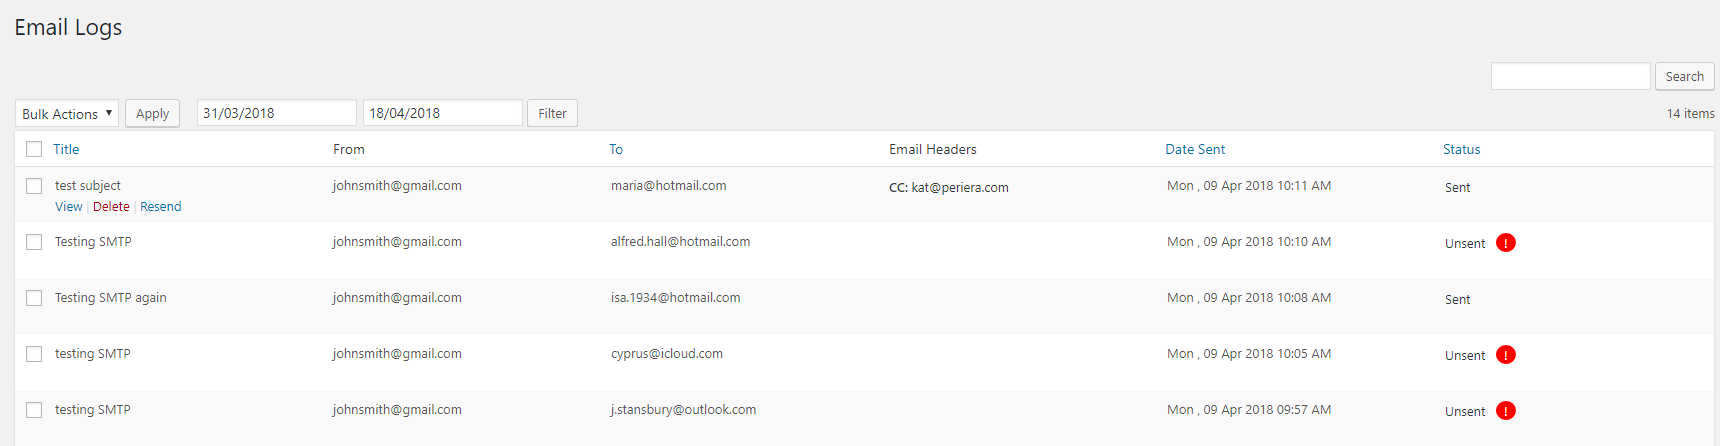 Email Logs
Search
Bulk Actions Apply 31/03/2018 18/04/2018 Filter 14 items
Title From To Email Headers Date Sent Status
test subject johnsmith@gmail.com maria@hotmail.com CC: kat@periera.com Mon , 09 Apr 2018 10:11 AM Sent
View | Delete | Resend
Testing SMTP johnsmith@gmail.com alfred.hall@hotmail.com Mon , 09 Apr 2018 10:10 AM Unsent !
Testing SMTP again johnsmith@gmail.com isa.1934@hotmail.com Mon , 09 Apr 2018 10:08 AM Sent
testing SMTP johnsmith@gmail.com cyprus@icloud.com Mon , 09 Apr 2018 10:05 AM Unsent !
testing SMTP johnsmith@gmail.com j.stansbury@outlook.com Mon , 09 Apr 2018 09:57 AM Unsent !